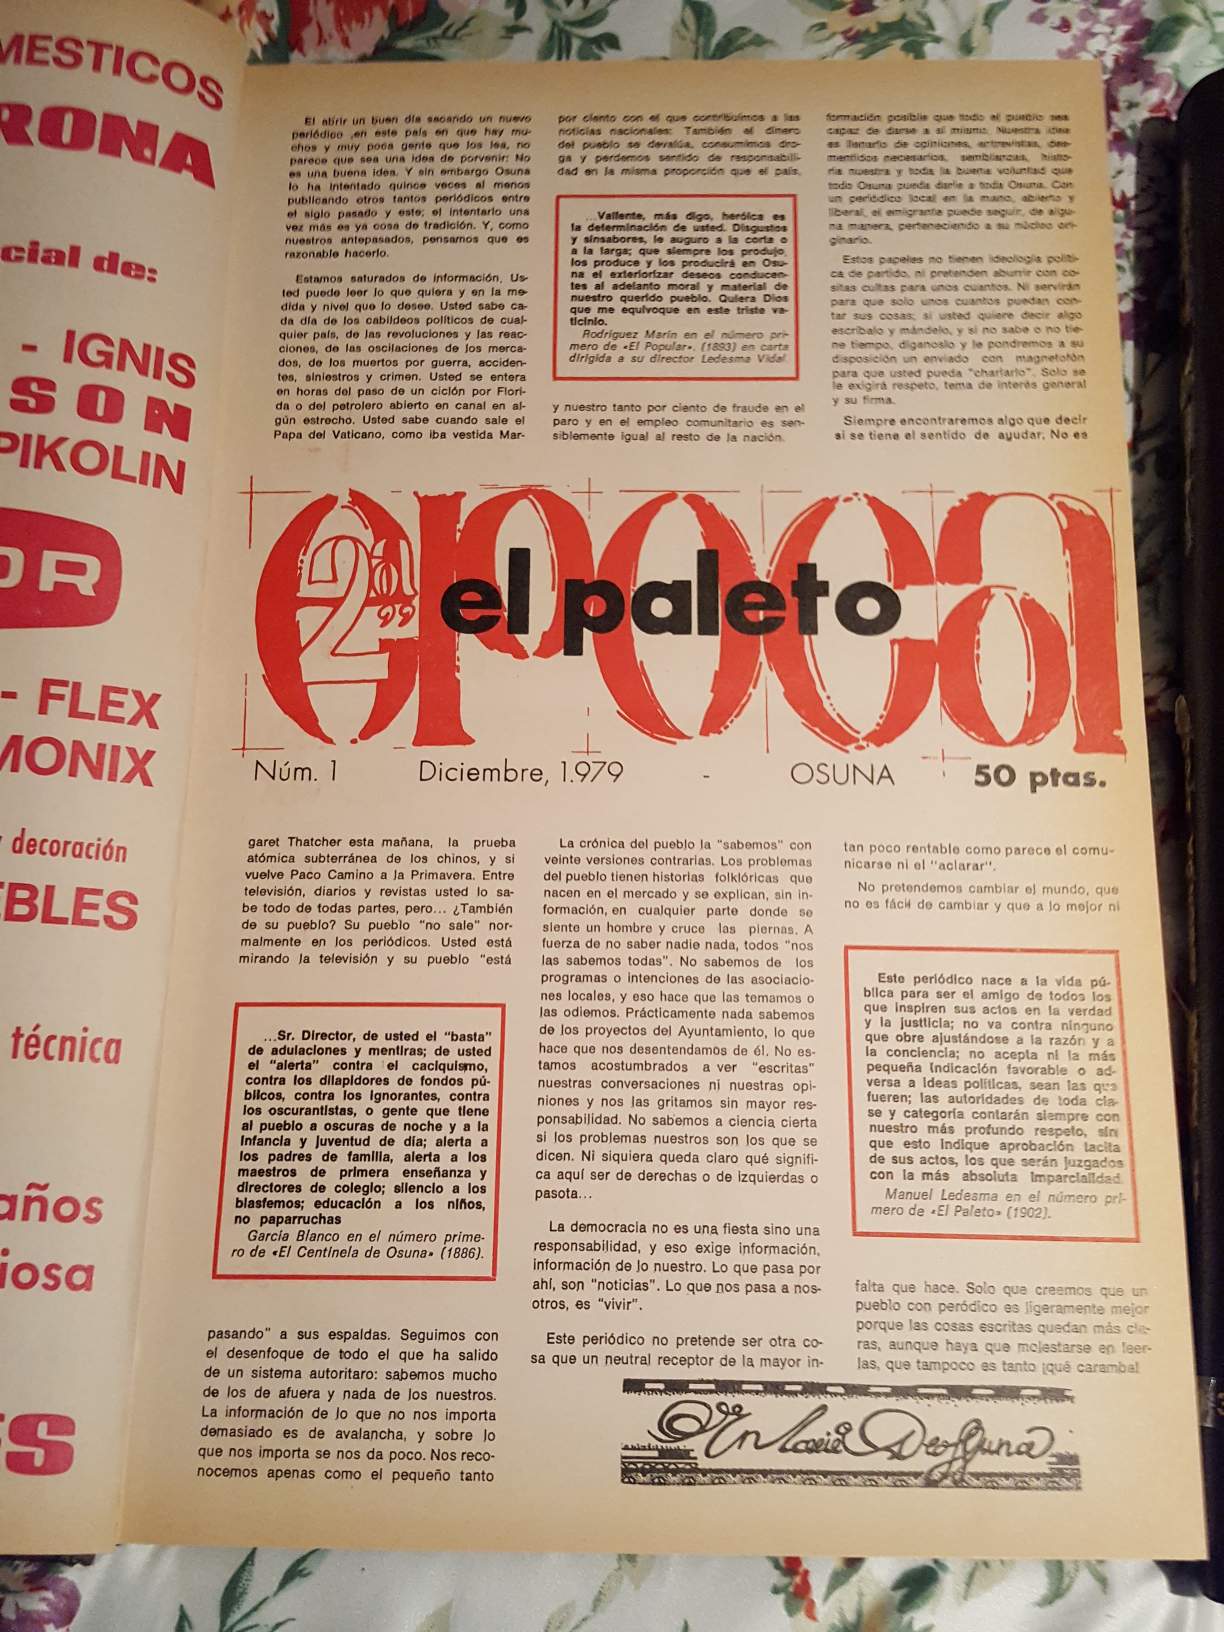 MESTICOS
RONA
cial de:
- IGNIS
SON
PIKOLIN
OR
- FLEX
MONIX
decoración
EBLES
técnica
años
iosa
ES
El abrir un buen día sacando un nuevo
periódico ,en este país en que hay mu-
chos y muy poca gente que los lea, no
parece que sea una idea de porvenir: No
es una buena idea. Y sin embargo Osuna
lo ha intentado quince veces al menos
publicando otros tantos periódicos entre
el siglo pasado y este; el intentarlo una
vez más es ya cosa de tradición. Y, como
nuestros antepasados, pensamos que es
razonable hacerlo.
Estamos saturados de información, Us-
ted puede leer lo que quiera y en la me-
dida y nivel que lo desee. Usted sabe ca-
da día de los cabildeos políticos de cual-
quier país, de las revoluciones y las reac-
ciones, de las oscilaciones de los merca-
dos, de los muertos por guerra, acciden-
tes, siniestros y crimen. Usted se entera
en horas del paso de un ciclón por Flori-
da o del petrolero abierto en canal en al-
gún estrecho. Usted sabe cuando sale el
Papa del Vaticano, como iba vestida Mar-
por ciento con el que contribuimos a las
noticias nacionales: También el dinero
del pueblo se devalúa, consumimos dro-
ga y perdemos sentido de responsabili-
dad en la misma proporción que el país,
...Valiente, más digo, heróica es
la determinación de usted. Disgustos
y sinsabores, le auguro a la corta o
a la larga; que siempre los produjo,
los produce y los producirá en Osu-
na el exteriorizar deseos conducen-
tes al adelanto moral y material de
nuestro querido pueblo. Quiera Dios
que me equivoque en este triste va-
ticinio.
Rodríguez Marín en el número pri-
mero de «El Popular», (1893) en carta
dirigida a su director Ledesma Vidal.
y nuestro tanto por ciento de fraude en el
paro y en el empleo comunitario es sen-
siblemente igual al resto de la nación.
formación posible que todo el pueblo sea
capaz de darse a sí mismo. Nuestra idea
es llenarlo de opiniones, entrevistas, des-
mentidos necesarios, semblanzas, histo-
ria nuestra y toda la buena voluntad que
todo Osuna pueda darle a toda Osuna. Con
un periódico local en la mano, abierto y
liberal, el emigrante puede seguir, de algu-
na manera, perteneciendo a su núcleo ori-
ginario.
Estos papeles no tienen ideología políti-
ca de partido, ni pretenden aburrir con co-
sitas cultas para unos cuantos. Ni servirán
para que solo unos cuantos puedan con-
tar sus cosas; si usted quiere decir algo
escríbalo y mándelo, y si no sabe o no tie-
ne tiempo, díganoslo y le pondremos a su
disposición un enviado con magnetofón
para que usted pueda "charlarlo". Solo se
le exigirá respeto, tema de interés general
y su firma.
Siempre encontraremos algo que decir
si se tiene el sentido de ayudar. No es
2ª época
el paleto
Núm. 1 Diciembre, 1.979 - OSUNA 50 ptas.
garet Thatcher esta mañana, la prueba
atómica subterránea de los chinos, y si
vuelve Paco Camino a la Primavera. Entre
televisión, diarios y revistas usted lo sa-
be todo de todas partes, pero... ¿También
de su pueblo? Su pueblo "no sale" nor-
malmente en los periódicos. Usted está
mirando la televisión y su pueblo "está
...Sr. Director, de usted el "basta"
de adulaciones y mentiras; de usted
el "alerta" contra el caciquismo,
contra los dilapidores de fondos pú-
blicos, contra los ignorantes, contra
los oscurantistas, o gente que tiene
al pueblo a oscuras de noche y a la
infancia y juventud de día; alerta a
los padres de familia, alerta a los
maestros de primera enseñanza y
directores de colegio; silencio a los
blasfemos; educación a los niños,
no paparruchas
García Blanco en el número prime-
ro de «El Centinela de Osuna» (1886).
pasando" a sus espaldas. Seguimos con
el desenfoque de todo el que ha salido
de un sistema autoritaro: sabemos mucho
de los de afuera y nada de los nuestros.
La información de lo que no nos importa
demasiado es de avalancha, y sobre lo
que nos importa se nos da poco. Nos reco-
nocemos apenas como el pequeño tanto
La crónica del pueblo la "sabemos" con
veinte versiones contrarias. Los problemas
del pueblo tienen historias folklóricas que
nacen en el mercado y se explican, sin in-
formación, en cualquier parte donde se
siente un hombre y cruce las piernas. A
fuerza de no saber nadie nada, todos "nos
las sabemos todas". No sabemos de los
programas o intenciones de las asociacio-
nes locales, y eso hace que las temamos o
las odiemos. Prácticamente nada sabemos
de los proyectos del Ayuntamiento, lo que
hace que nos desentendamos de él. No es-
tamos acostumbrados a ver "escritas"
nuestras conversaciones ni nuestras opi-
niones y nos las gritamos sin mayor res-
ponsabilidad. No sabemos a ciencia cierta
si los problemas nuestros son los que se
dicen. Ni siquiera queda claro qué signifi-
ca aquí ser de derechas o de izquierdas o
pasota...
La democracia no es una fiesta sino una
responsabilidad, y eso exige información,
información de lo nuestro. Lo que pasa por
ahí, son "noticias". Lo que nos pasa a nos-
otros, es "vivir".
Este periódico no pretende ser otra co-
sa que un neutral receptor de la mayor in-
tan poco rentable como parece el comu-
nicarse ni el "aclarar".
No pretendemos cambiar el mundo, que
no es fácil de cambiar y que a lo mejor ni
Este periódico nace a la vida pú-
blica para ser el amigo de todos los
que inspiren sus actos en la verdad
y la justticia; no va contra ninguno
que obre ajustándose a la razón y a
la conciencia; no acepta ni la más
pequeña indicación favorable o ad-
versa a ideas políticas, sean las que
fueren; las autoridades de toda cla-
se y categoría contarán siempre con
nuestro más profundo respeto, sin
que esto indique aprobación tacita
de sus actos, los que serán juzgados
con la más absoluta imparcialidad.
Manuel Ledesma en el número pri-
mero de «El Paleto» (1902).
falta que hace. Solo que creemos que un
pueblo con peródico es ligeramente mejor
porque las cosas escritas quedan más cla-
ras, aunque haya que molestarse en leer-
las, que tampoco es tanto ¡qué caramba!